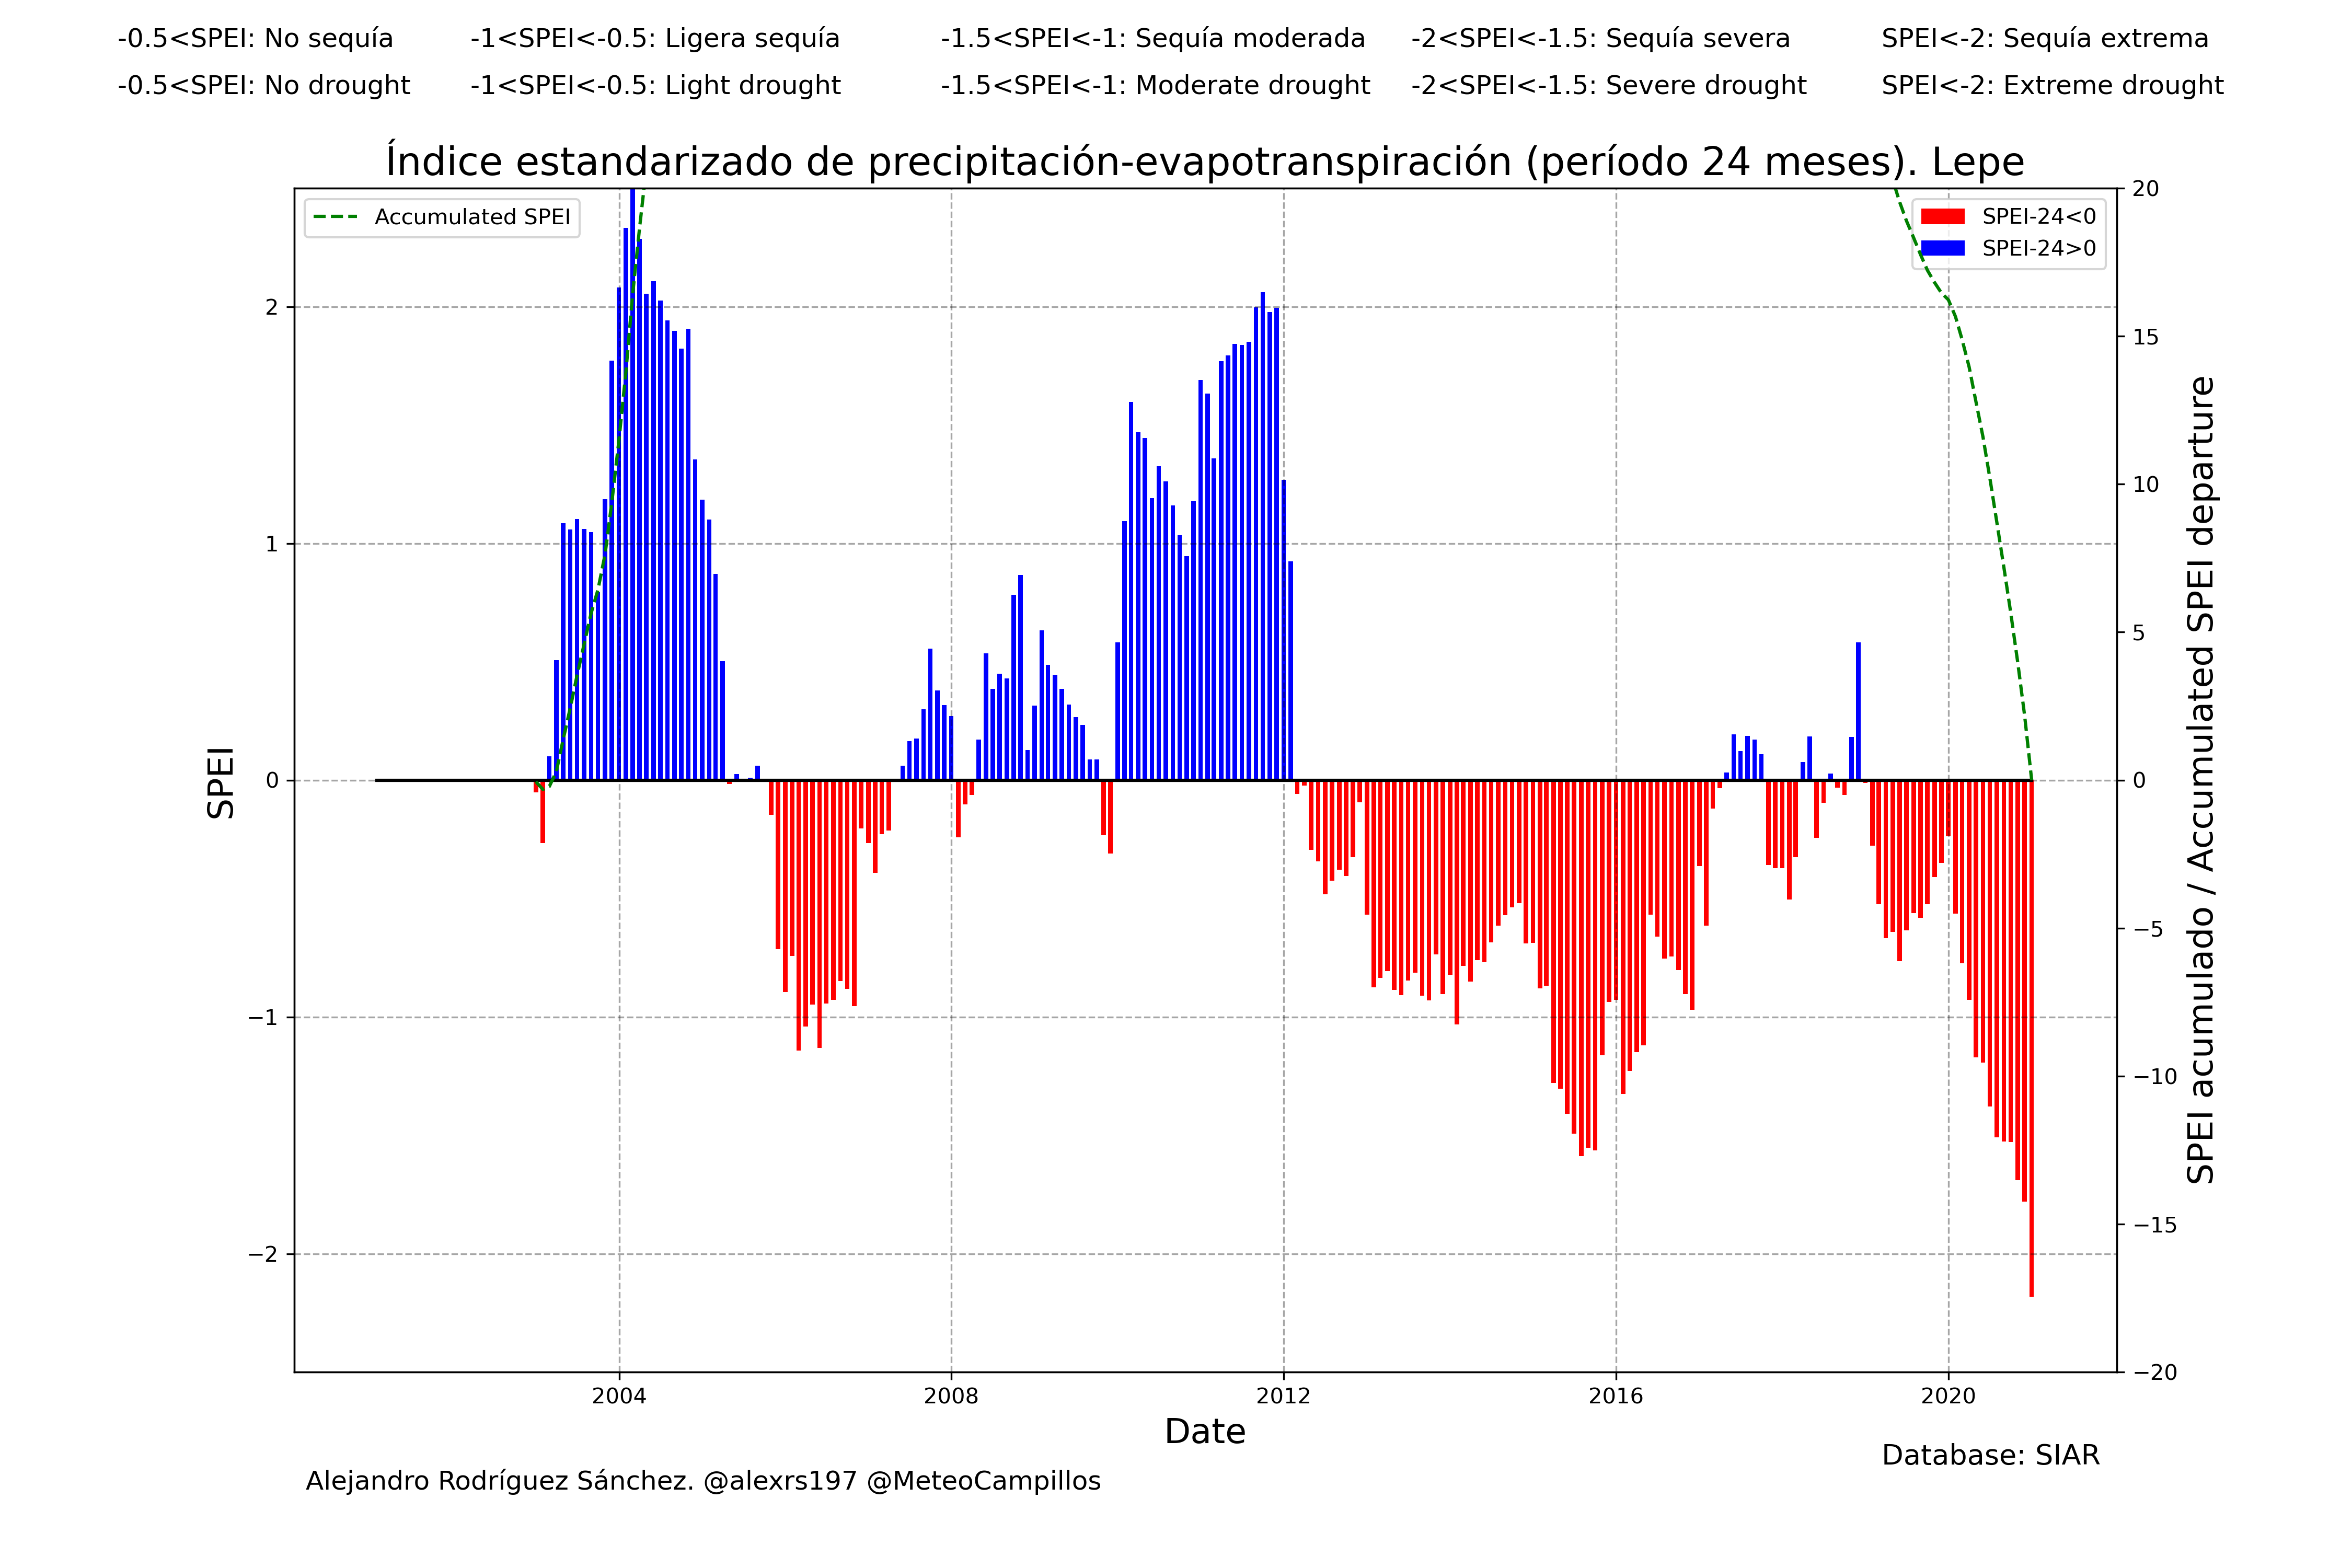 -0.5<SPEI: No sequía -1<SPEI<-0.5: Ligera sequía -1.5<SPEI<-1: Sequía moderada -2<SPEI<-1.5: Sequía severa SPEI<-2: Sequía extrema
-0.5<SPEI: No drought -1<SPEI<-0.5: Light drought -1.5<SPEI<-1: Moderate drought -2<SPEI<-1.5: Severe drought SPEI<-2: Extreme drought
Índice estandarizado de precipitación-evapotranspiración (período 24 meses). Lepe
Accumulated SPEI
SPEI-24<0
SPEI-24>0
SPEI
2
1
0
−1
−2
20
15
10
5
0
−5
−10
−15
−20
SPEI acumulado / Accumulated SPEI departure
2004 2008 2012 2016 2020
Date
Database: SIAR
Alejandro Rodríguez Sánchez. @alexrs197 @MeteoCampillos